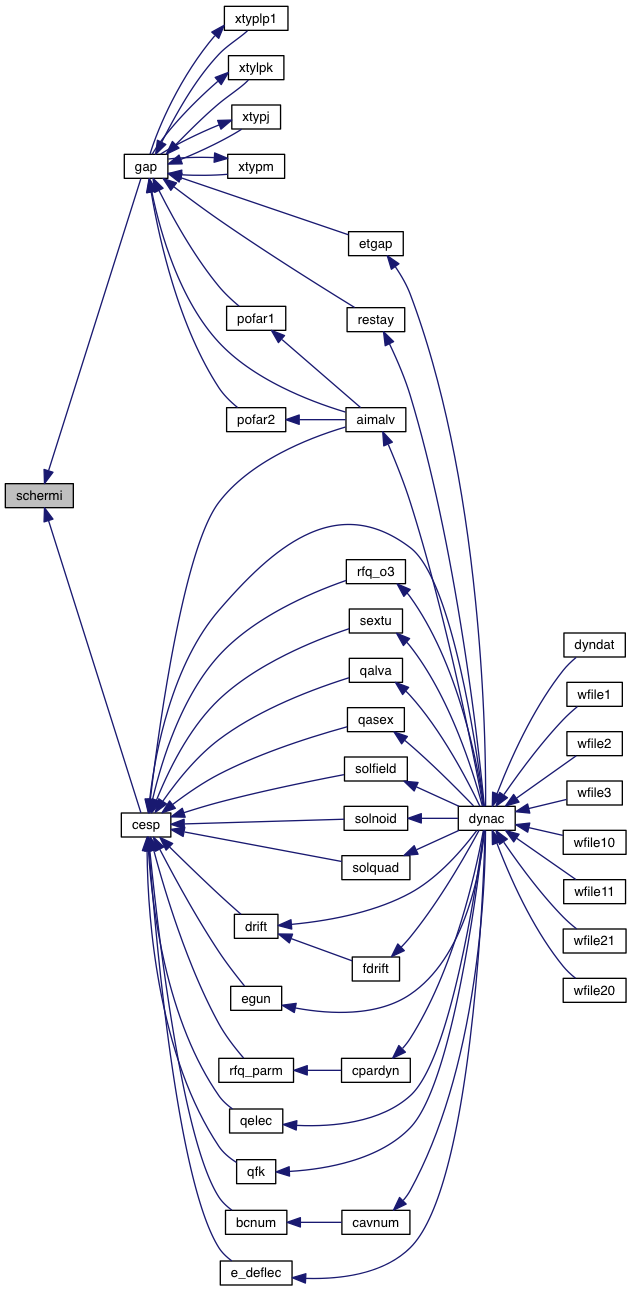 xtyplp1
xtylpk
xtypj
gap
xtypm
etgap
pofar1
restay
pofar2
aimalv
schermi
rfq_o3
sextu
dyndat
qalva
wfile1
qasex
wfile2
solfield
wfile3
cesp
solnoid
dynac
wfile10
solquad
wfile11
drift
wfile21
fdrift
egun
wfile20
rfq_parm
cpardyn
qelec
qfk
bcnum
cavnum
e_deflec